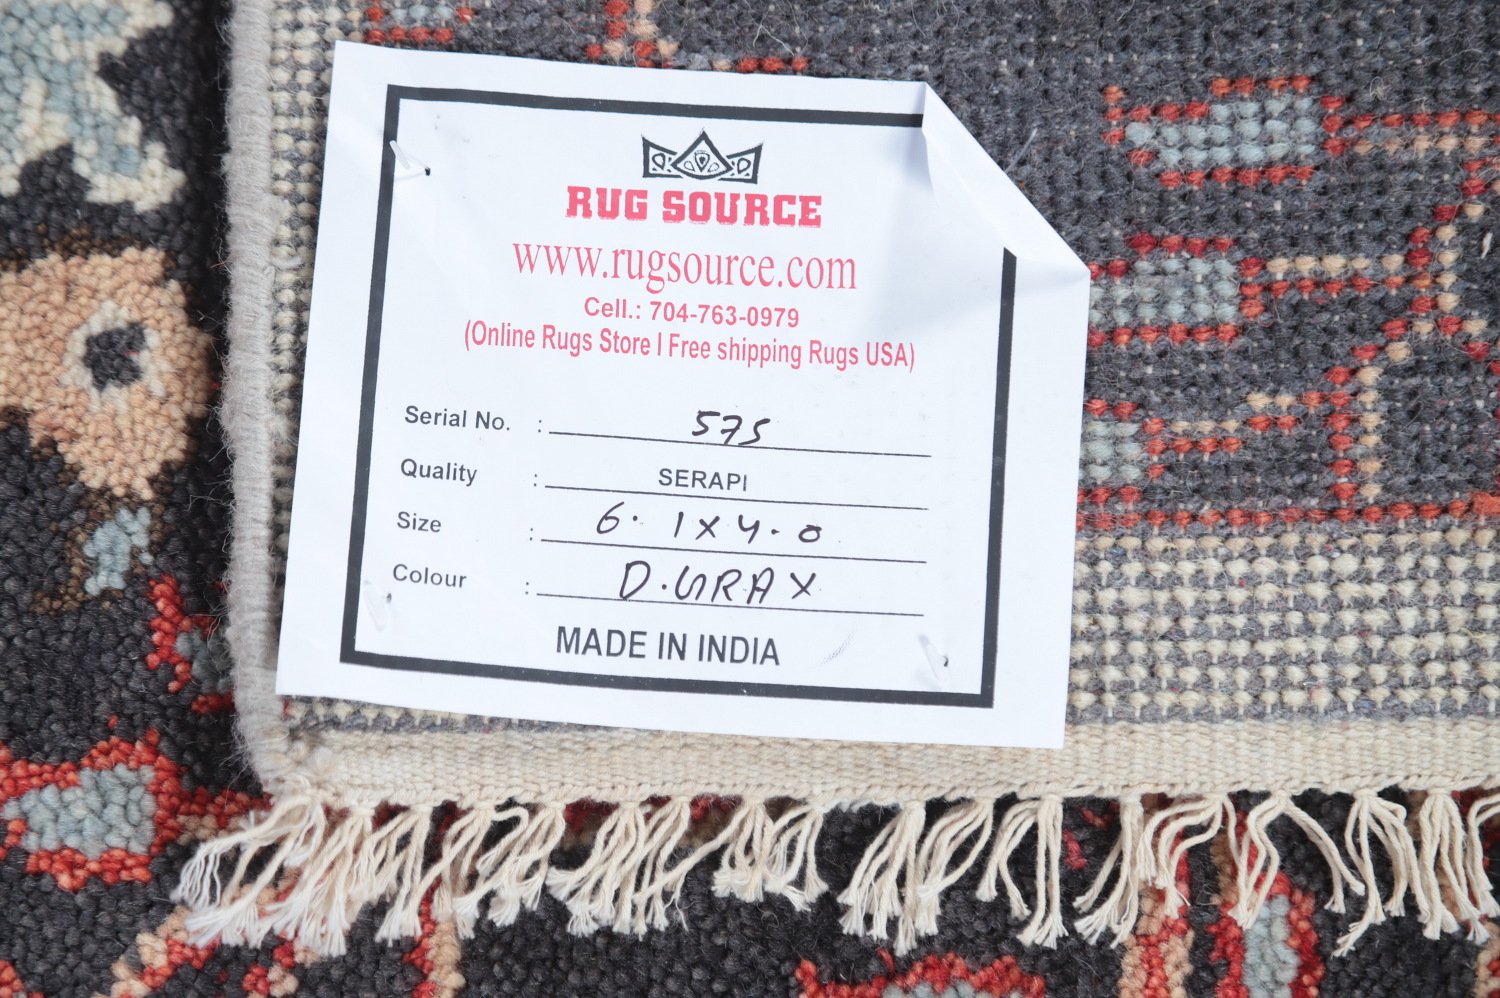 RUG SOURCE
www.rugsource.com
Cell.: 704-763-0979
(Online Rugs Store I Free shipping Rugs USA)
Serial No. : 575
Quality : SERAPI
Size : 6. 1X4.0
Colour : D.GRAY
MADE IN INDIA